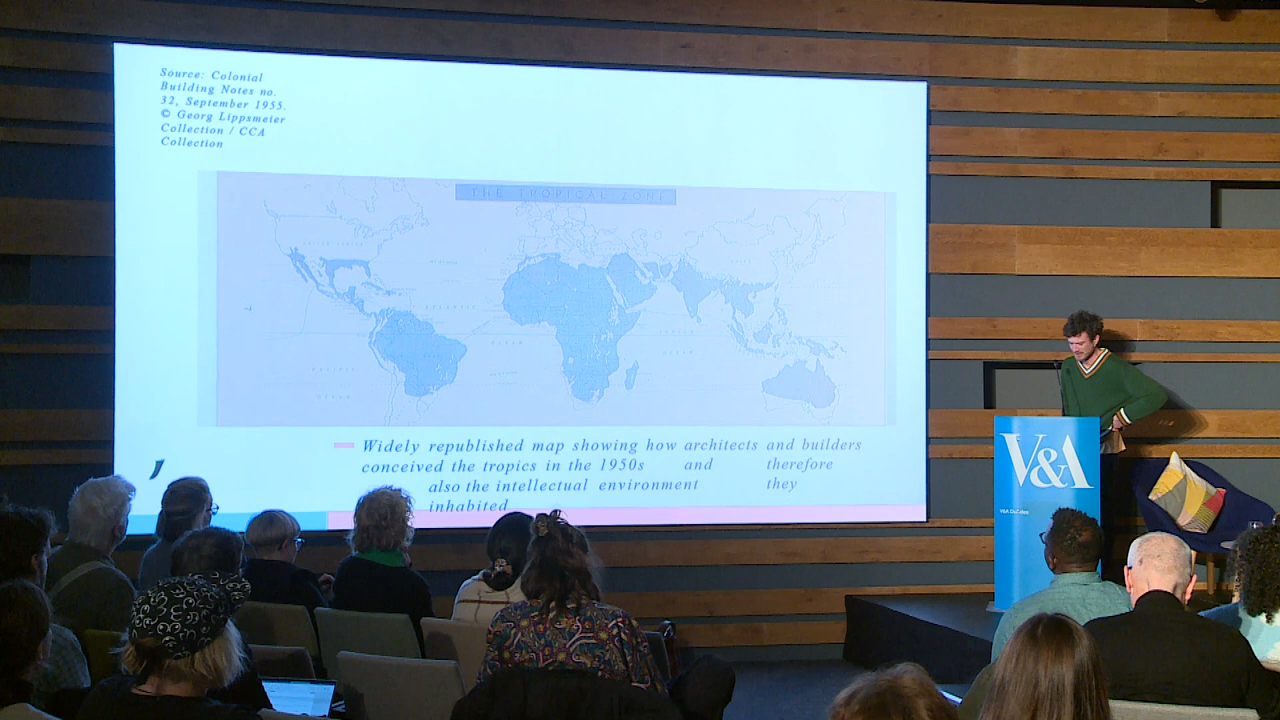 Source: Colonial
Building Notes no.
32, September 1955.
© Georg Lippsmeier
Collection / CCA
Collection
THE TROPICAL ZONE
Widely republished map showing how architects and builders
conceived the tropics in the 1950s and therefore
also the intellectual environment they
inhabited
V&A